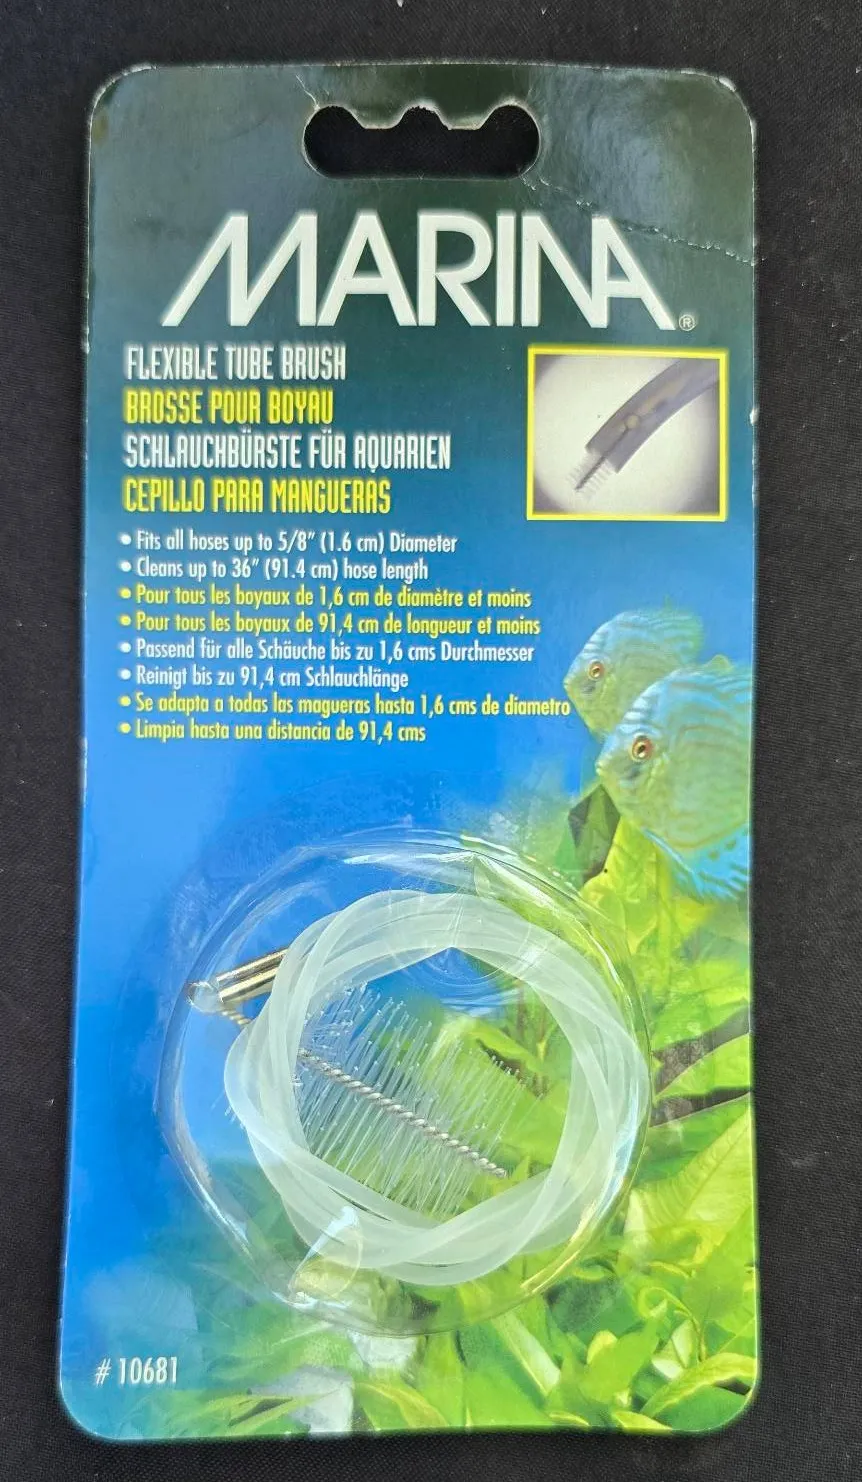 MARINA®
FLEXIBLE TUBE BRUSH
BROSSE POUR BOYAU
SCHLAUCHBÜRSTE FÜR AQUARIEN
CEPILLO PARA MANGUERAS
• Fits all hoses up to 5/8" (1.6 cm) Diameter
• Cleans up to 36" (91.4 cm) hose length
• Pour tous les boyaux de 1,6 cm de diamètre et moins
• Pour tous les boyaux de 91,4 cm de longueur et moins
• Passend für alle Schäuche bis zu 1,6 cms Durchmesser
• Reinigt bis zu 91,4 cm Schlauchlänge
• Se adapta a todas las magueras hasta 1,6 cms de diametro
• Limpia hasta una distancia de 91,4 cms
# 10681